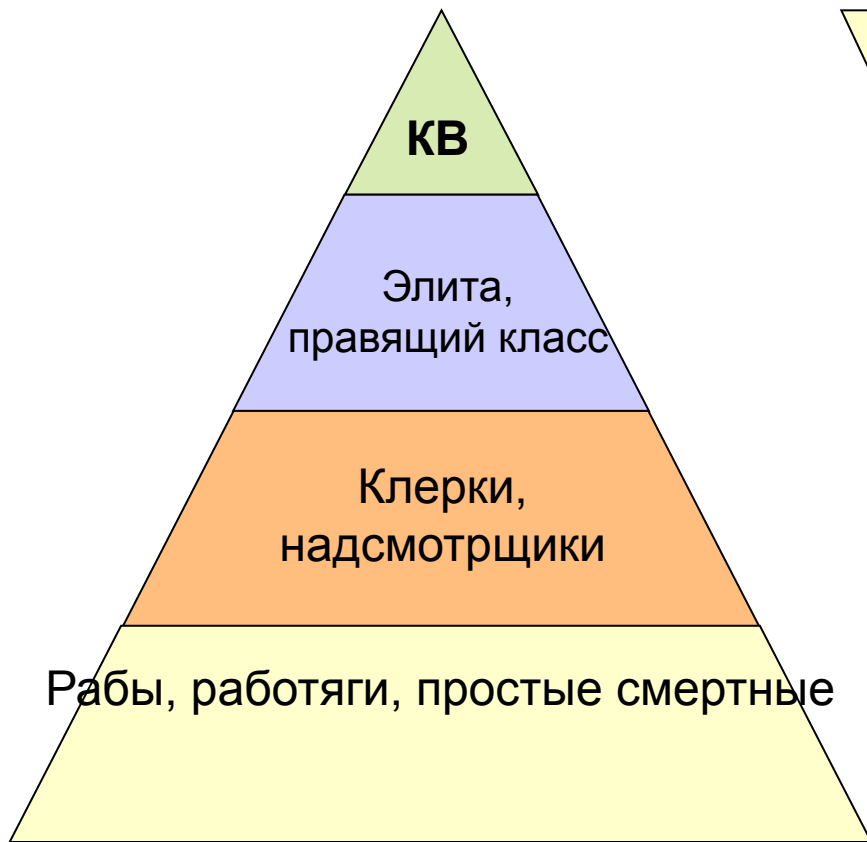 КВ
Элита,
правящий класс
Клерки,
надсмотрщики
Рабы, работяги, простые смертные